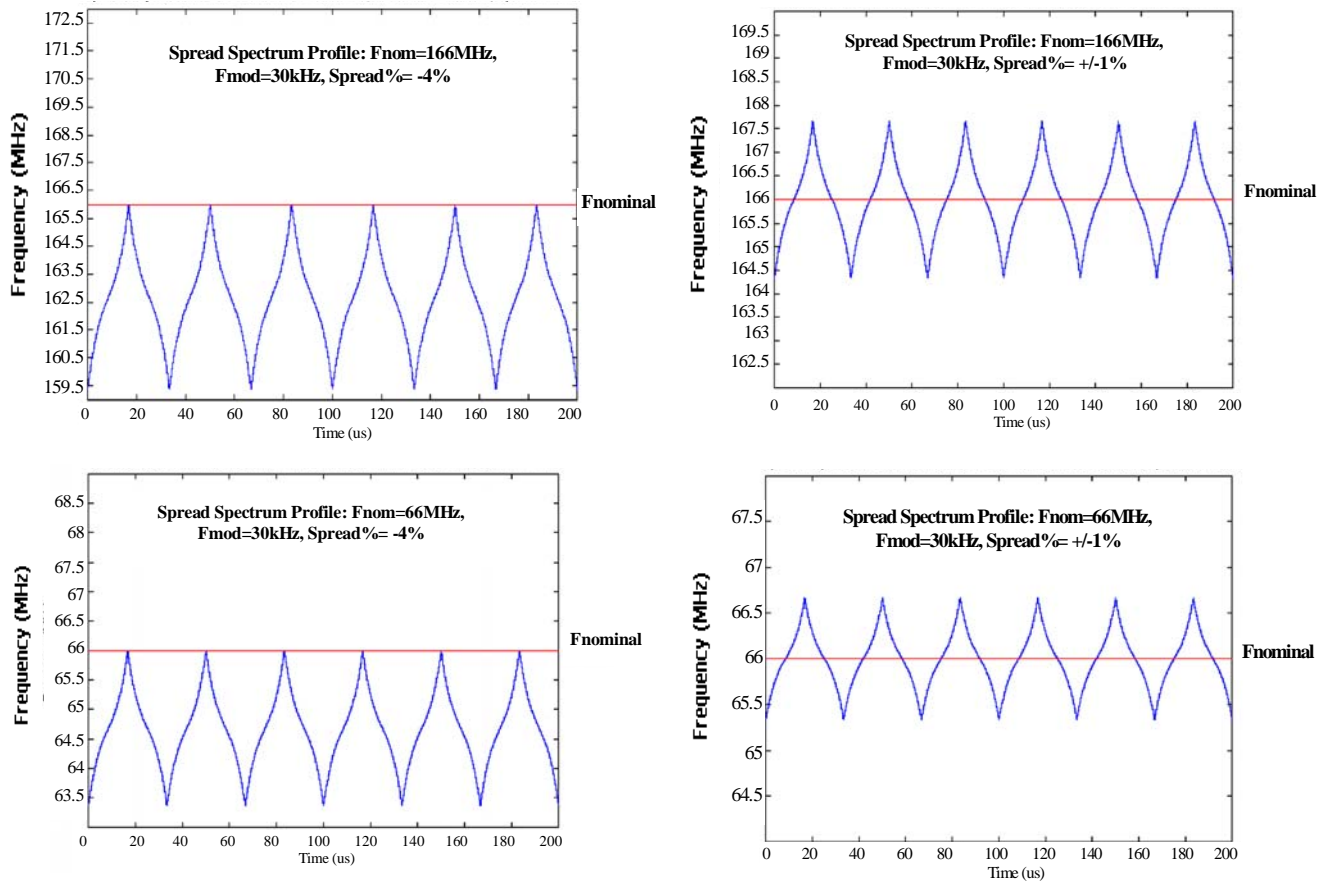 172.5
171.5
170.5
169.5
168.5
167.5
166.5
165.5
164.5
163.5
162.5
161.5
160.5
159.5
Frequency (MHz)
Spread Spectrum Profile: Fnom=166MHz,
Fmod=30kHz, Spread%= -4%
Fnominal
0 20 40 60 80 100 120 140 160 180 200
Time (us)
169.5
169
168.5
168
167.5
167
166.5
166
165.5
165
164.5
164
163.5
163
162.5
Frequency (MHz)
Spread Spectrum Profile: Fnom=166MHz,
Fmod=30kHz, Spread%= +/-1%
Fnominal
0 20 40 60 80 100 120 140 160 180 200
Time (us)
68.5
68
67.5
67
66.5
66
65.5
65
64.5
64
63.5
Frequency (MHz)
Spread Spectrum Profile: Fnom=66MHz,
Fmod=30kHz, Spread%= -4%
Fnominal
0 20 40 60 80 100 120 140 160 180 200
Time (us)
67.5
67
66.5
66
65.5
65
64.5
Frequency (MHz)
Spread Spectrum Profile: Fnom=66MHz,
Fmod=30kHz, Spread%= +/-1%
Fnominal
0 20 40 60 80 100 120 140 160 180 200
Time (us)